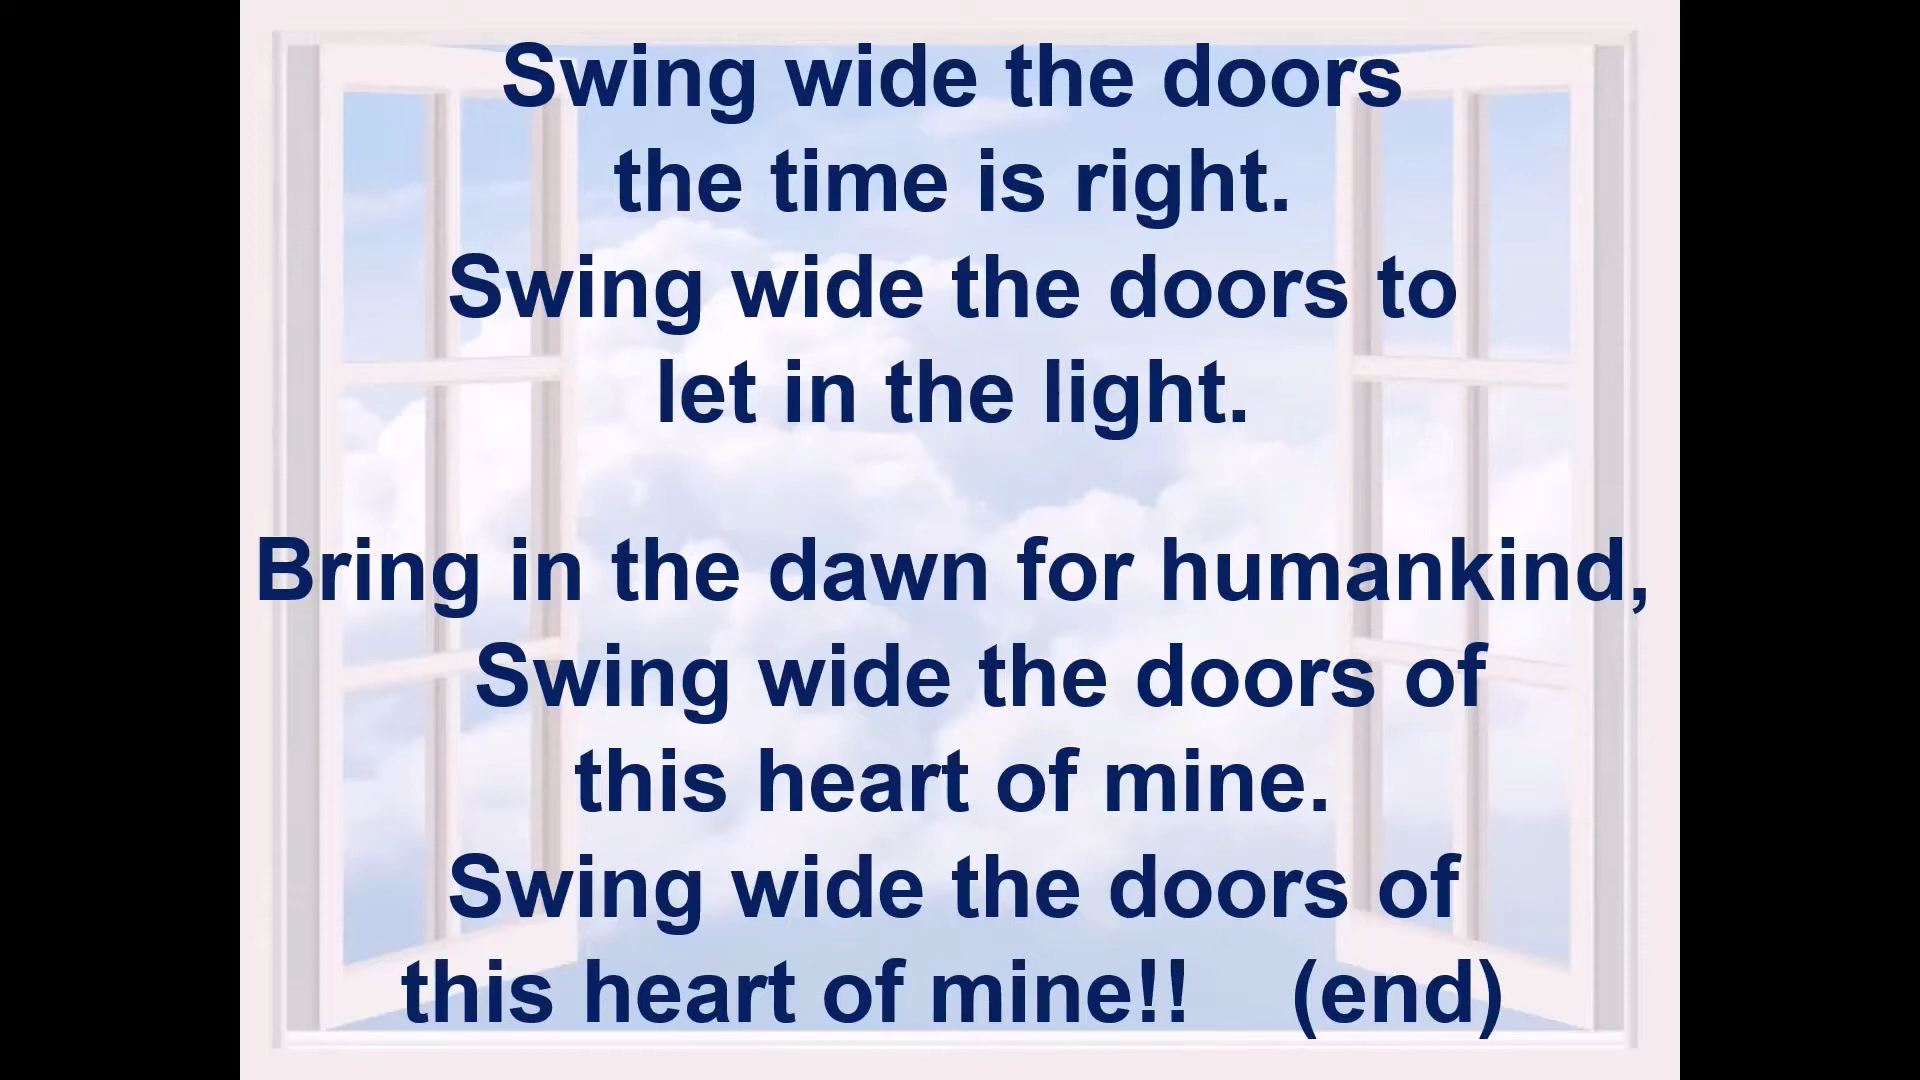 Swing wide the doors
the time is right.
Swing wide the doors to
let in the light.
Bring in the dawn for humankind,
Swing wide the doors of
this heart of mine.
Swing wide the doors of
this heart of mine!! (end)